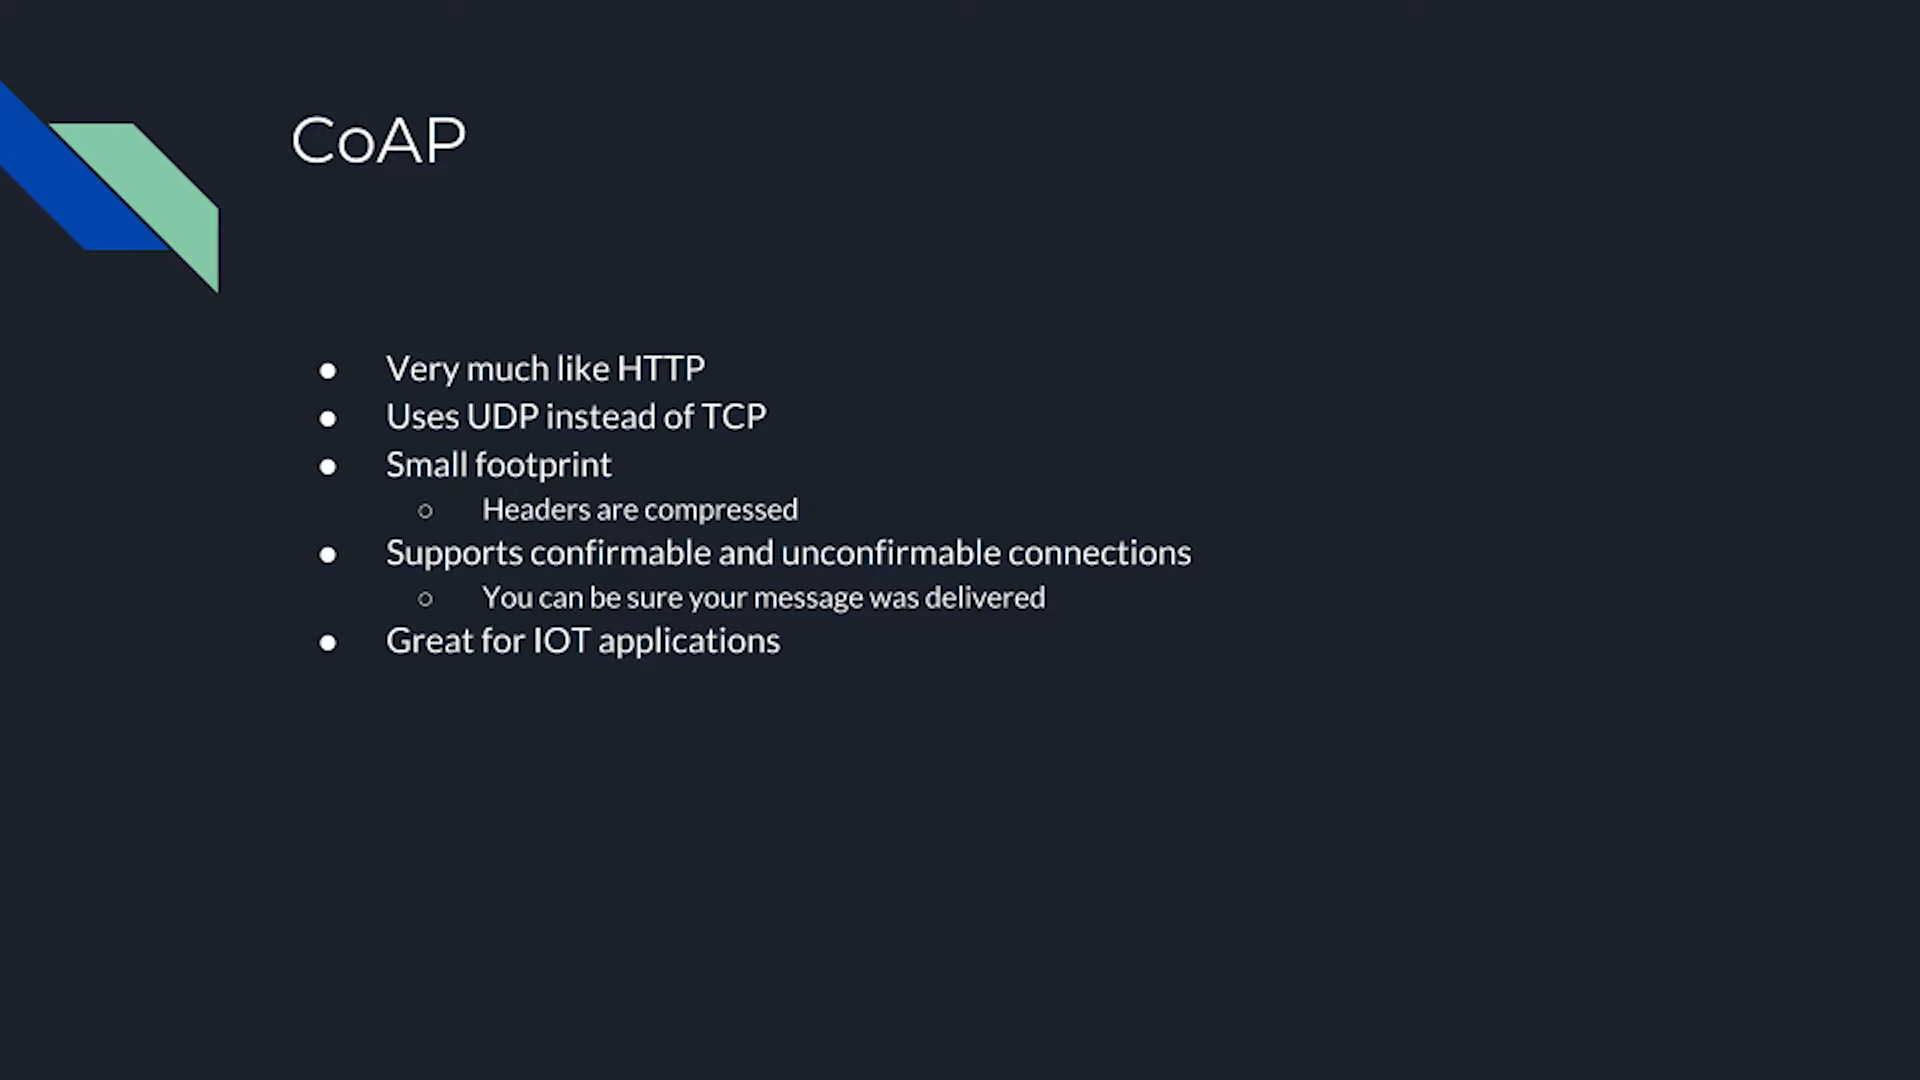 CoAP
● Very much like HTTP
● Uses UDP instead of TCP
● Small footprint
○ Headers are compressed
● Supports confirmable and unconfirmable connections
○ You can be sure your message was delivered
● Great for IOT applications